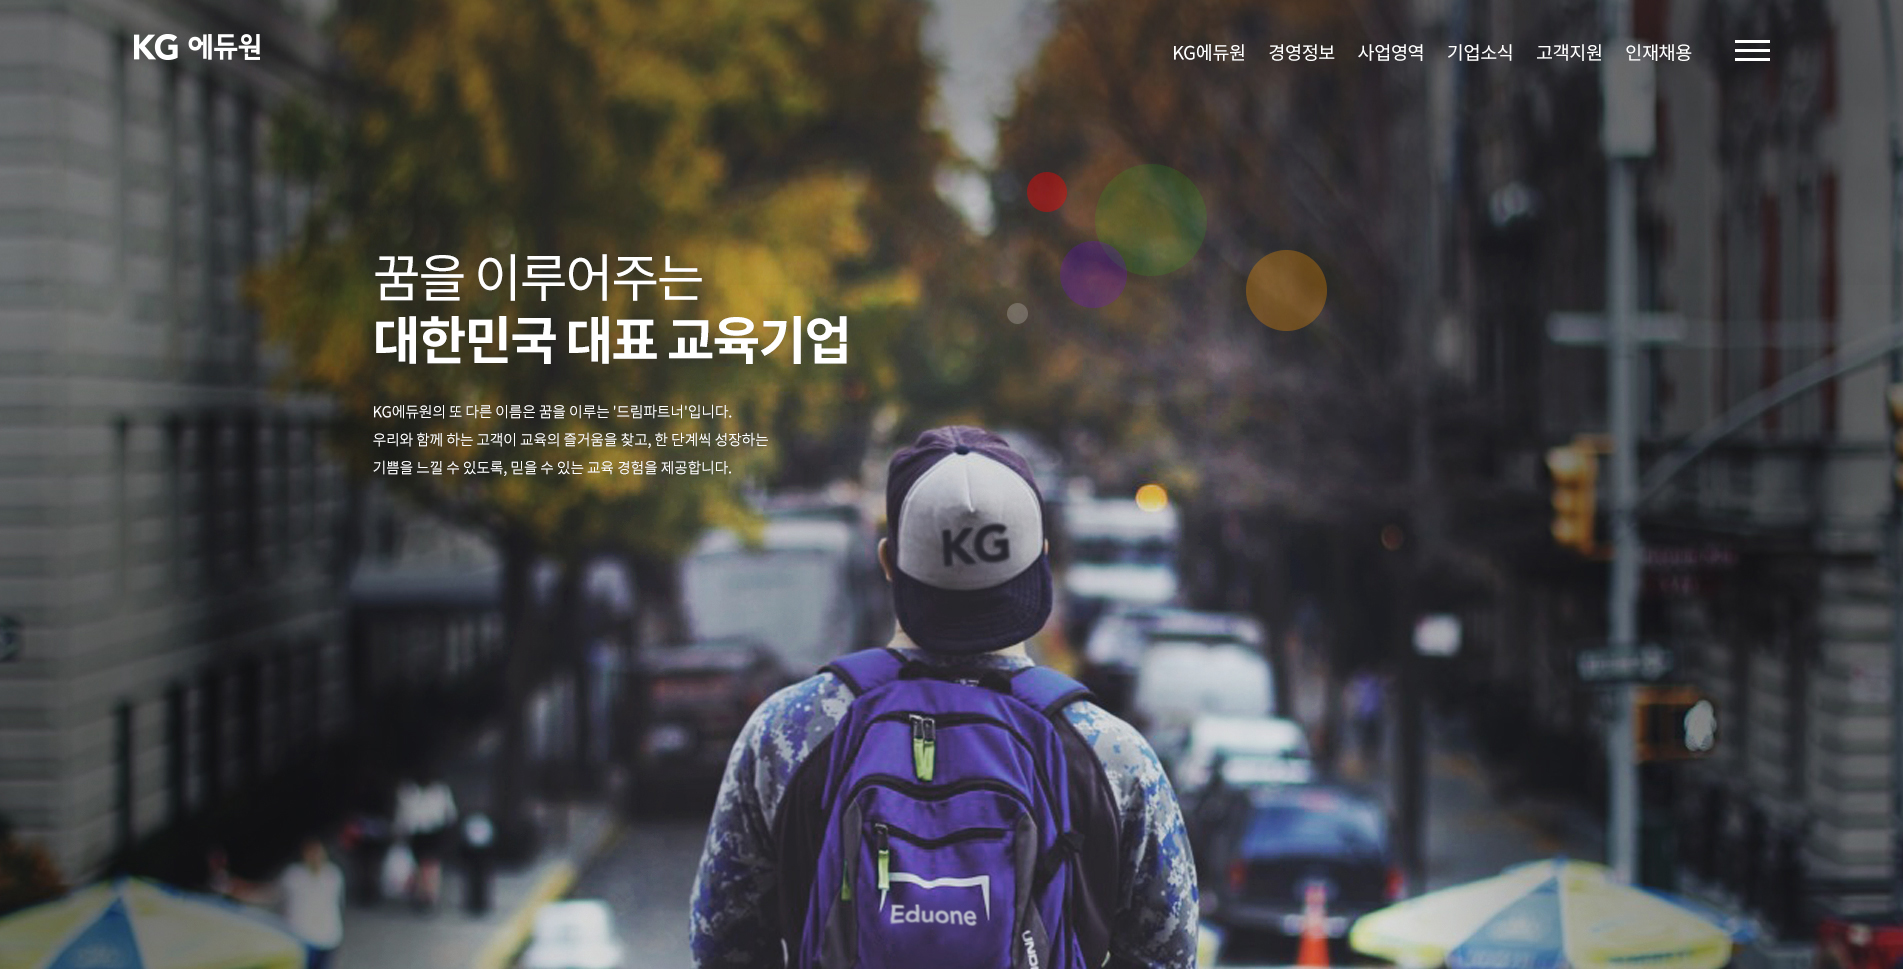 KG 에듀원
KG에듀원 경영정보 사업영역 기업소식 고객지원 인재채용
꿈을 이루어주는
대한민국 대표 교육기업
KG에듀원의 또 다른 이름은 꿈을 이루는 '드림파트너'입니다.
우리와 함께 하는 고객이 교육의 즐거움을 찾고, 한 단계씩 성장하는
기쁨을 느낄 수 있도록, 믿을 수 있는 교육 경험을 제공합니다.
KG
Eduone